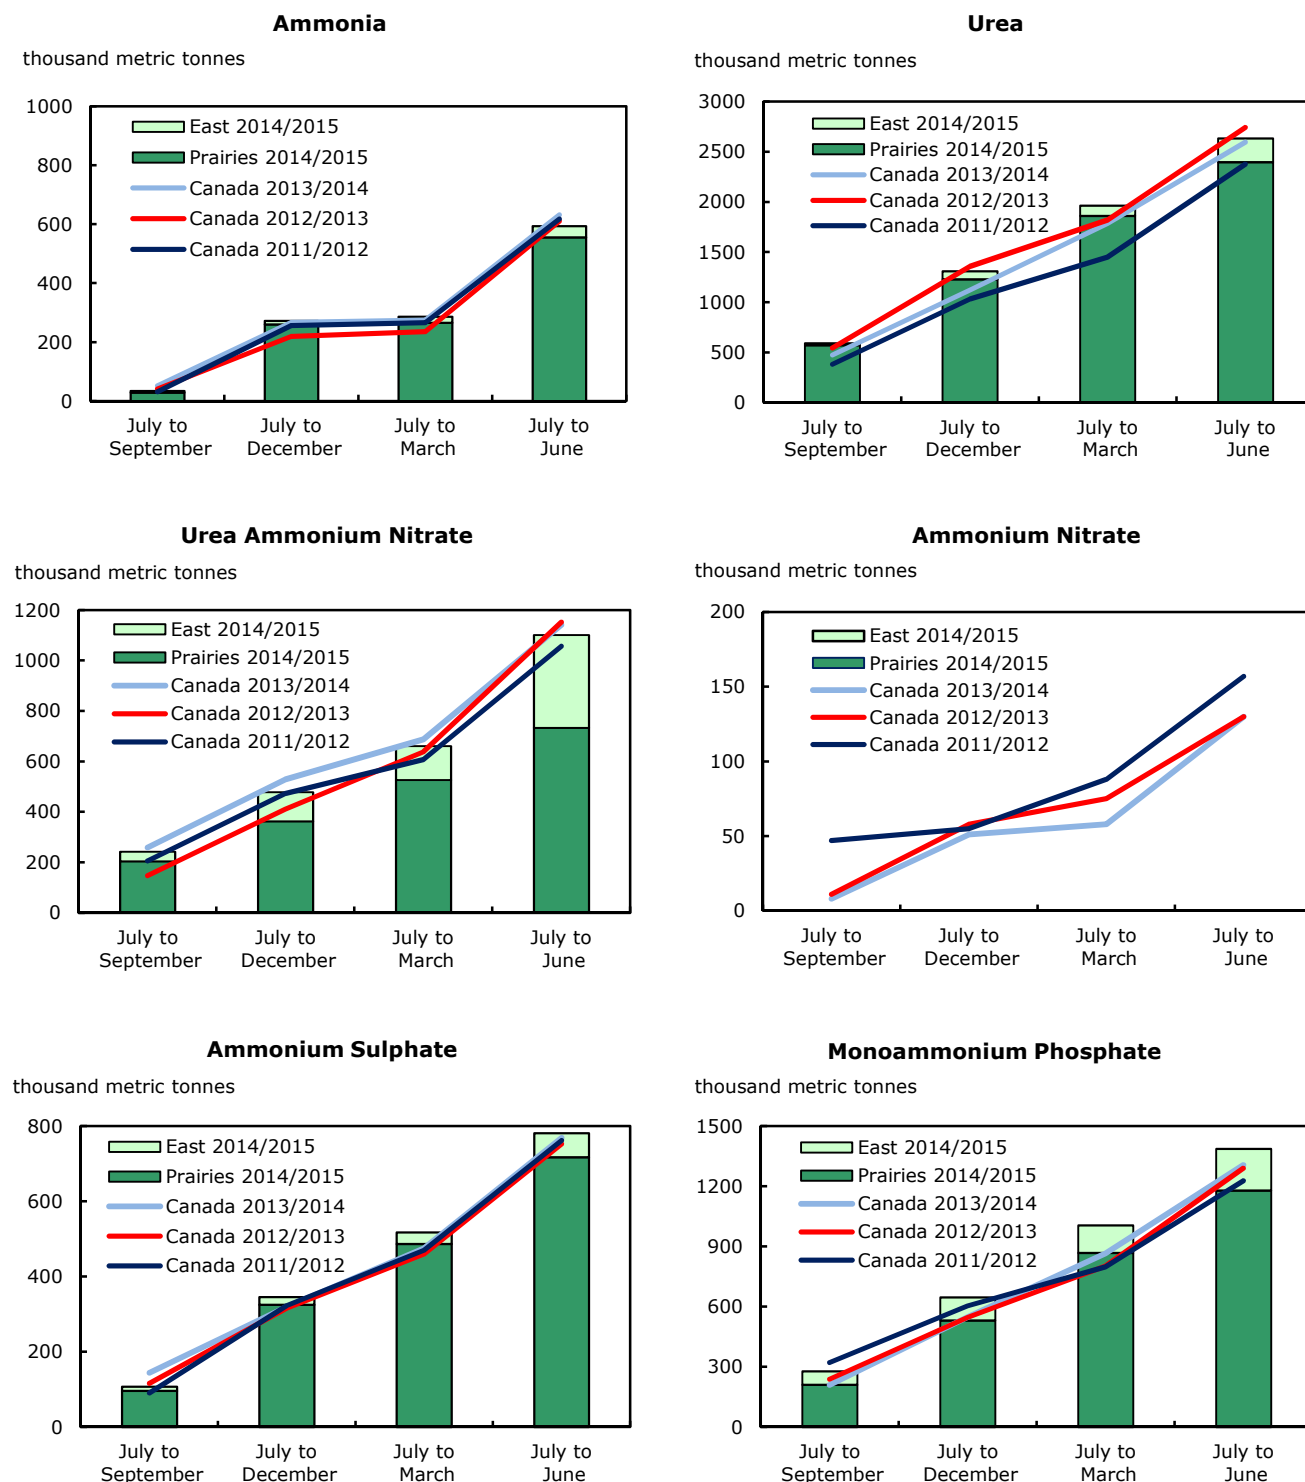 Ammonia
thousand metric tonnes
1000
800
600
400
200
0
East 2014/2015
Prairies 2014/2015
Canada 2013/2014
Canada 2012/2013
Canada 2011/2012
July to
September
July to
December
July to
March
July to
June
Urea
thousand metric tonnes
3000
2500
2000
1500
1000
500
0
East 2014/2015
Prairies 2014/2015
Canada 2013/2014
Canada 2012/2013
Canada 2011/2012
July to
September
July to
December
July to
March
July to
June
Urea Ammonium Nitrate
thousand metric tonnes
1200
1000
800
600
400
200
0
East 2014/2015
Prairies 2014/2015
Canada 2013/2014
Canada 2012/2013
Canada 2011/2012
July to
September
July to
December
July to
March
July to
June
Ammonium Nitrate
thousand metric tonnes
200
150
100
50
0
East 2014/2015
Prairies 2014/2015
Canada 2013/2014
Canada 2012/2013
Canada 2011/2012
July to
September
July to
December
July to
March
July to
June
Ammonium Sulphate
thousand metric tonnes
800
600
400
200
0
East 2014/2015
Prairies 2014/2015
Canada 2013/2014
Canada 2012/2013
Canada 2011/2012
July to
September
July to
December
July to
March
July to
June
Monoammonium Phosphate
thousand metric tonnes
1500
1200
900
600
300
0
East 2014/2015
Prairies 2014/2015
Canada 2013/2014
Canada 2012/2013
Canada 2011/2012
July to
September
July to
December
July to
March
July to
June